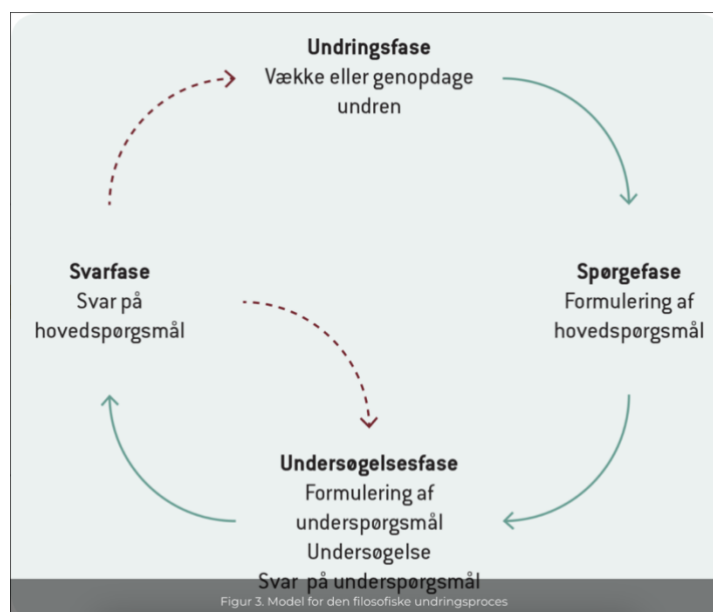 Undringsfase
Vække eller genopdage
undren
Svarfase
Svar på
hovedspørgsmål
Spørgefase
Formulering af
hovedspørgsmål
Undersøgelsesfase
Formulering af
underspørgsmål
Undersøgelse
Svar på underspørgsmål
Figur 3. Model for den filosofiske undringsproces